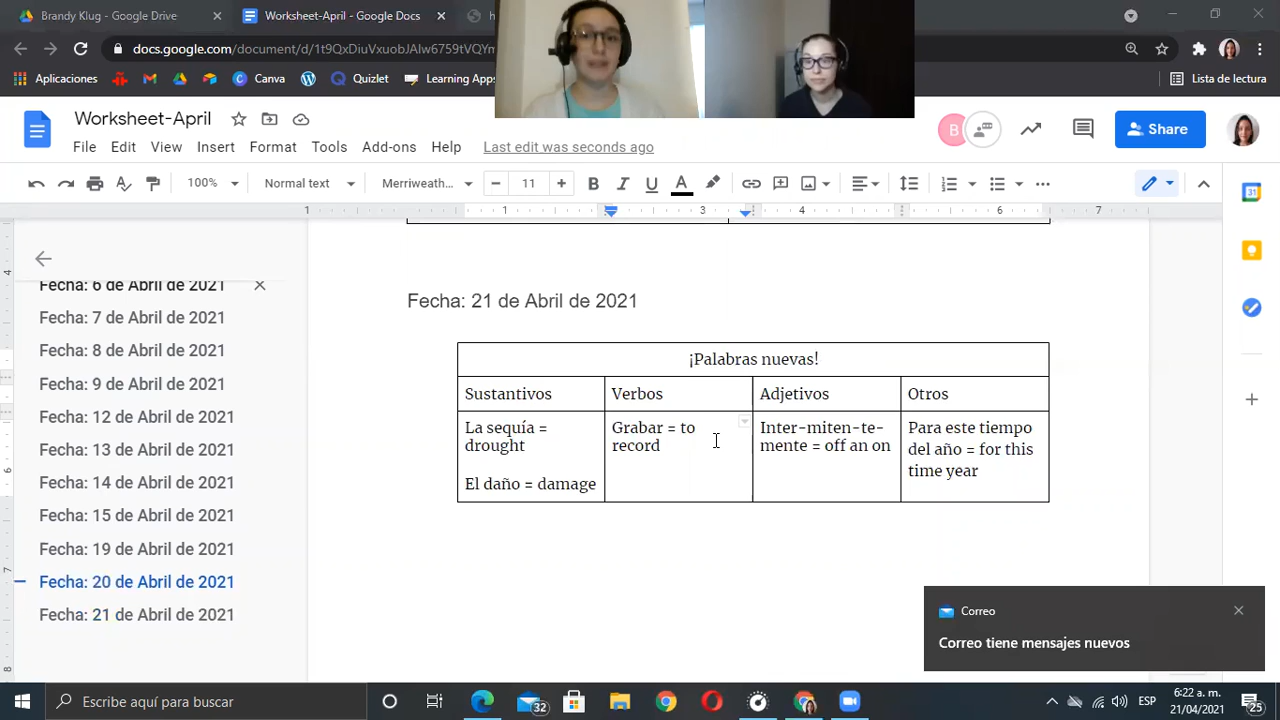 Brandy Klug - Google Drive
Worksheet-April - Google Docs
docs.google.com/document/d/1t9QxDiuVxuobJAlw6759tVQYm
Aplicaciones
Canva
Quizlet
Learning Apps
Lista de lectura
Worksheet-April
File Edit View Insert Format Tools Add-ons Help Last edit was seconds ago
B
Share
100% Normal text Merriweath... 11 B I U A
1 1 3 4 6 7
Fecha: 6 de Abril de 2021
Fecha: 7 de Abril de 2021
Fecha: 8 de Abril de 2021
Fecha: 9 de Abril de 2021
Fecha: 12 de Abril de 2021
Fecha: 13 de Abril de 2021
Fecha: 14 de Abril de 2021
Fecha: 15 de Abril de 2021
Fecha: 19 de Abril de 2021
Fecha: 20 de Abril de 2021
Fecha: 21 de Abril de 2021
Fecha: 21 de Abril de 2021
¡Palabras nuevas!
Sustantivos Verbos Adjetivos Otros
La sequía =
drought
El daño = damage
Grabar = to
record
Inter-miten-te-
mente = off an on
Para este tiempo
del año = for this
time year
Correo
Correo tiene mensajes nuevos
Escribe aquí para buscar
32
ESP
6:22 a. m.
21/04/2021
25